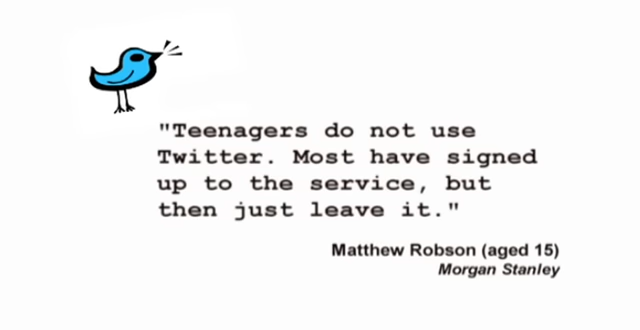 "Teenagers do not use
Twitter. Most have signed
up to the service, but
then just leave it."
Matthew Robson (aged 15)
Morgan Stanley